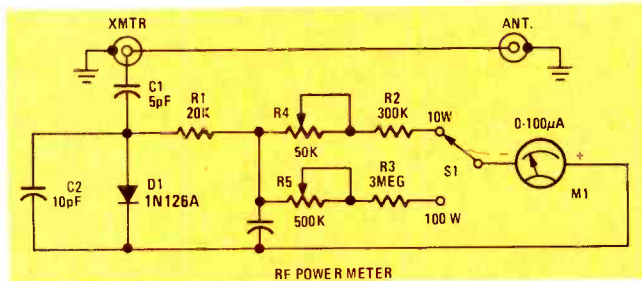 XMTR
ANT.
C1
5pF
R1
20K
R4
50K
R2
300K
10W
0-100µA
C2
10pF
D1
1N126A
R5
500K
R3
3MEG
100 W
S1
-
+
M1
RF POWER METER